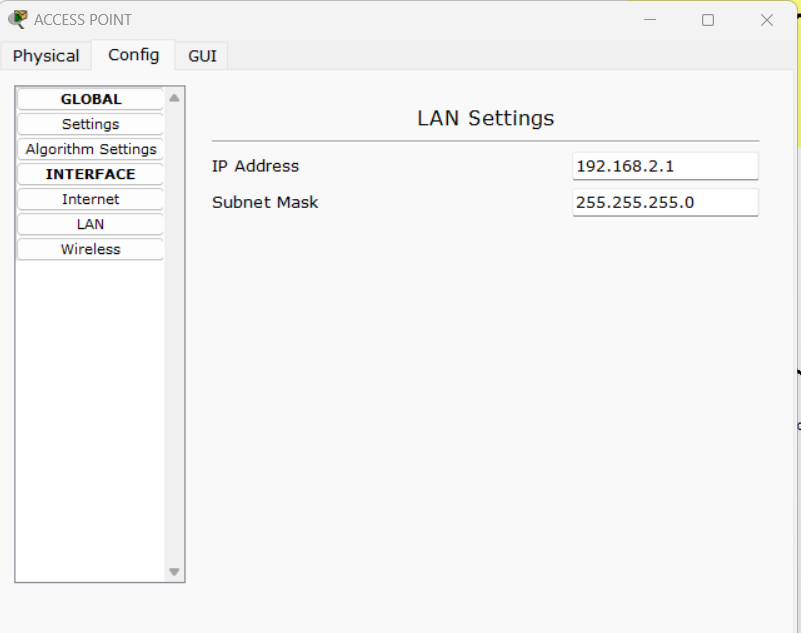 ACCESS POINT
Physical Config GUI
GLOBAL
Settings
Algorithm Settings
INTERFACE
Internet
LAN
Wireless
LAN Settings
IP Address 192.168.2.1
Subnet Mask 255.255.255.0